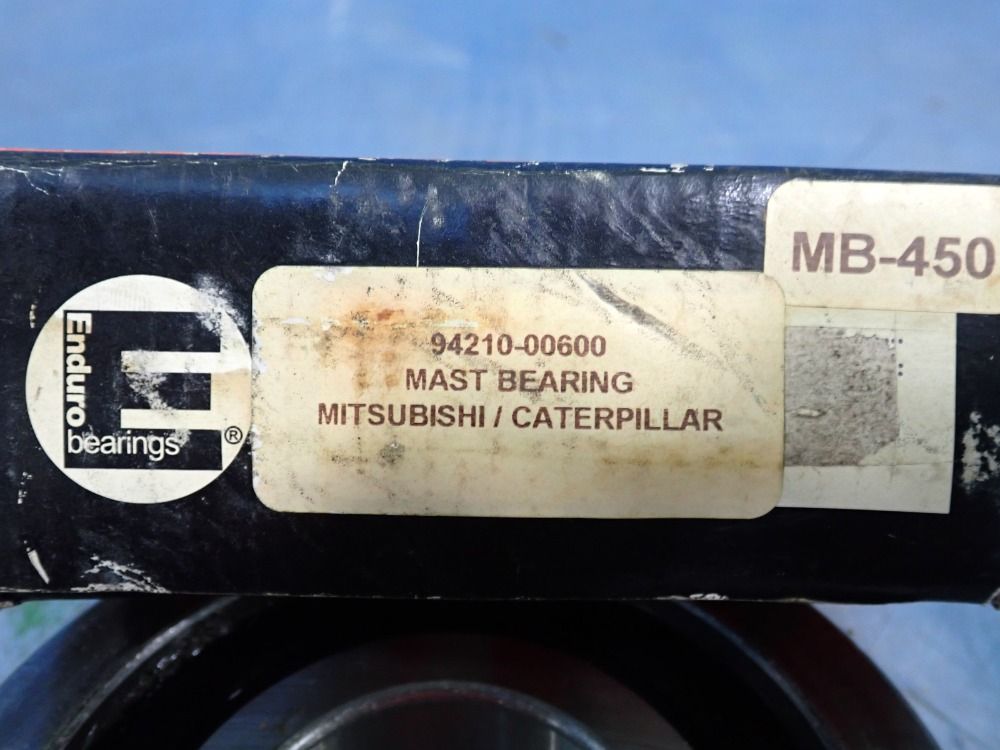 MB-450
Enduro
bearings®
94210-00600
MAST BEARING
MITSUBISHI / CATERPILLAR